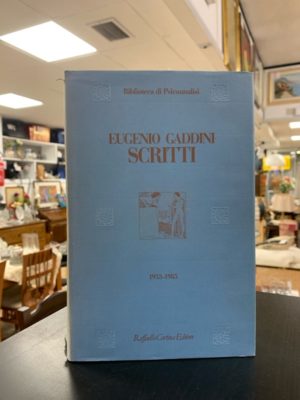 Biblioteca di Psicoanalisi
EUGENIO GADDINI
SCRITTI
1953-1985
Raffaello Cortina Editore